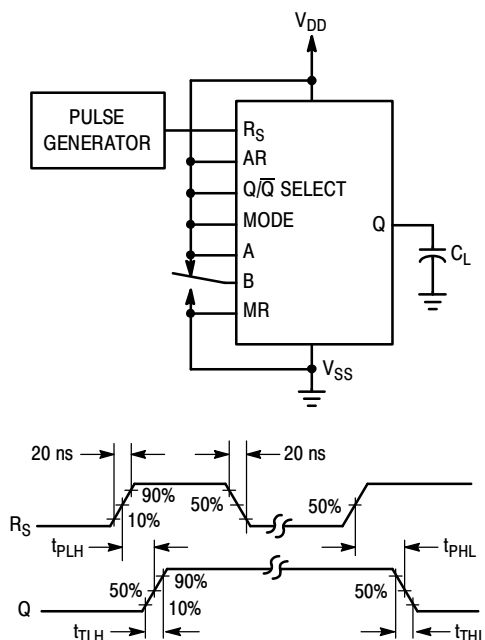 V_DD
PULSE
GENERATOR
R_S
AR
Q/Q̅ SELECT
MODE
A
B
MR
Q
C_L
V_SS
20 ns
20 ns
R_S
90%
10%
50%
50%
t_PLH
t_PHL
Q
50%
90%
10%
50%
t_TLH
t_THL